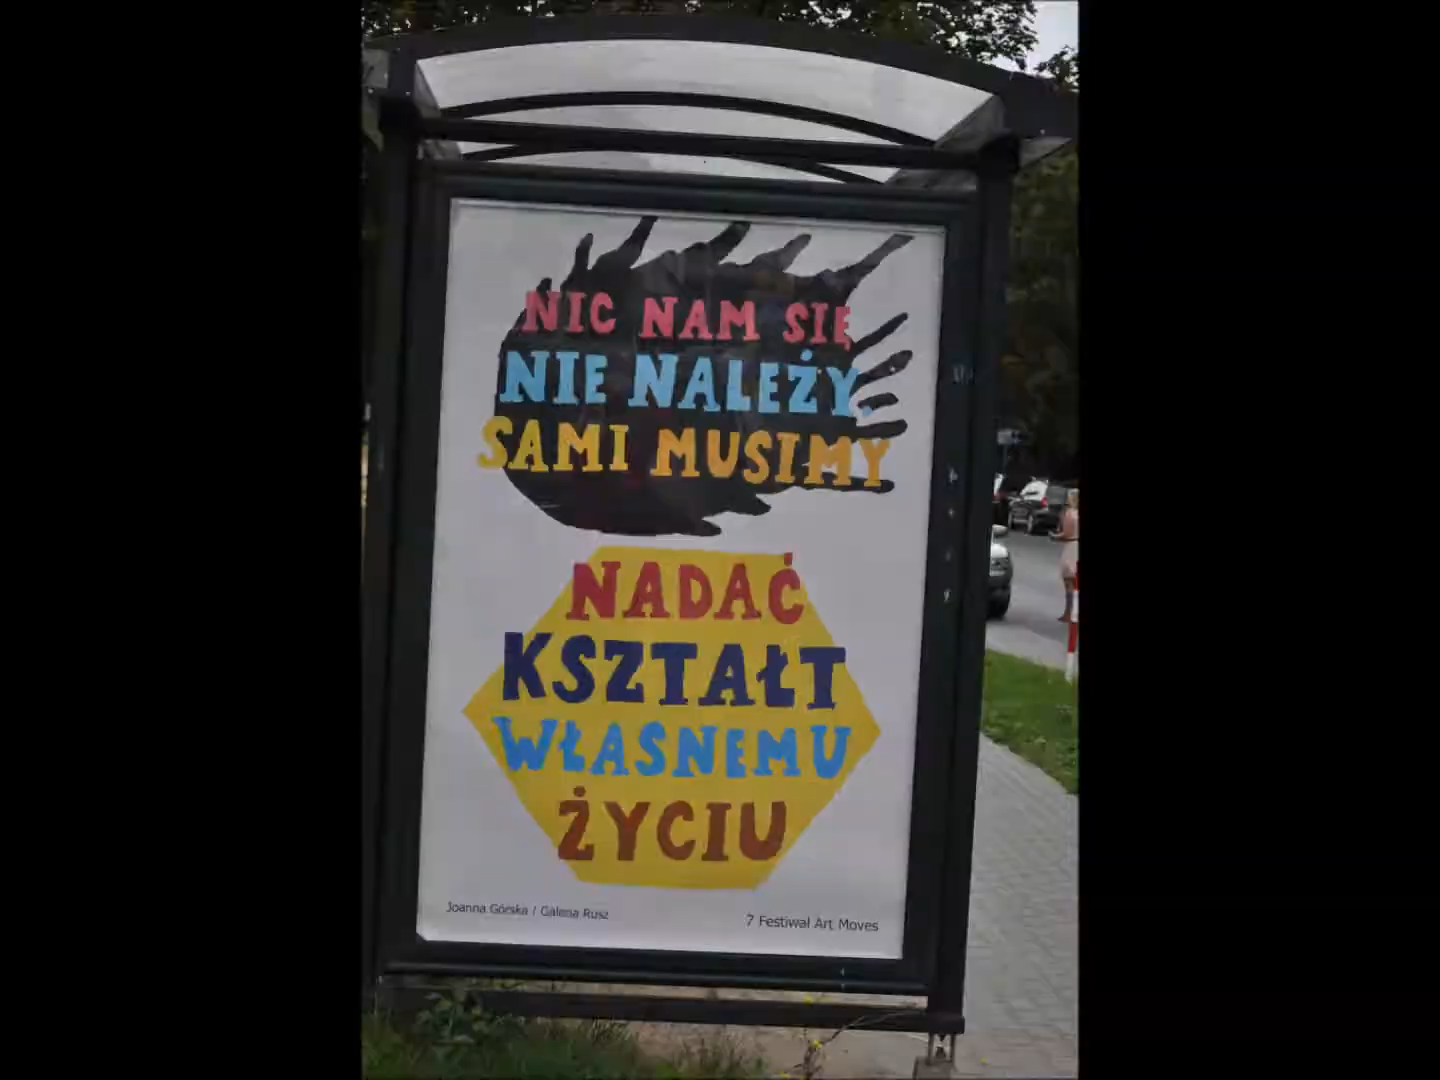 NIC NAM SIĘ
NIE NALEŻY,
SAMI MUSIMY
NADAĆ
KSZTAŁT
WŁASNEMU
ŻYCIU
Joanna Górska / Galeria Rusz
7 Festiwal Art Moves